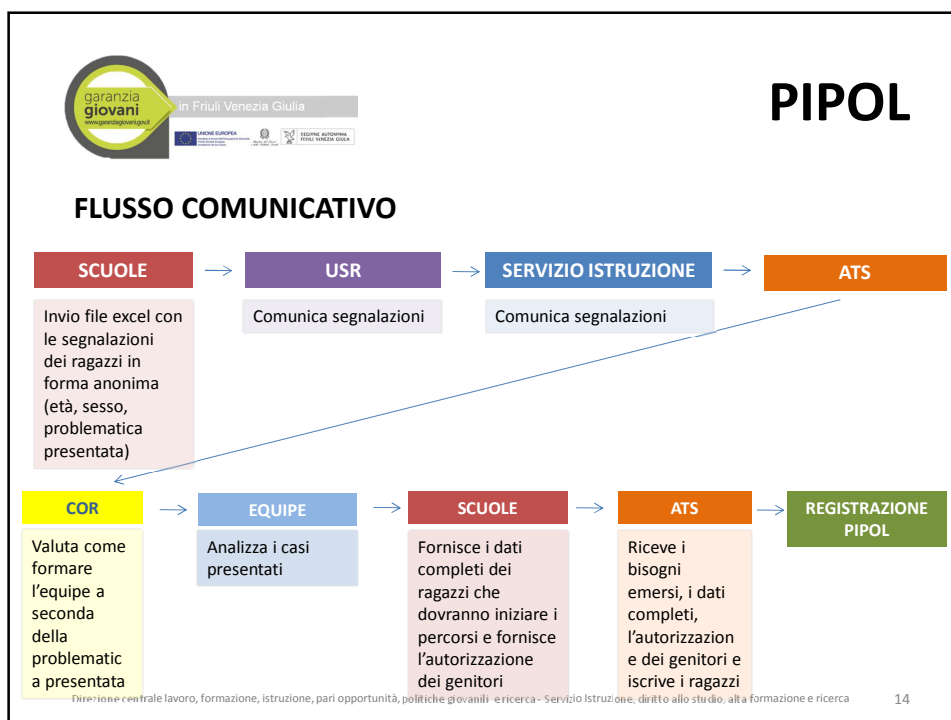 garanzia
giovani
www.garanziagiovani.gov.it
in Friuli Venezia Giulia
UNIONE EUROPEA
REGIONE AUTONOMA
FRIULI VENEZIA GIULIA
PIPOL
FLUSSO COMUNICATIVO
SCUOLE
USR
SERVIZIO ISTRUZIONE
ATS
Invio file excel con
le segnalazioni
dei ragazzi in
forma anonima
(età, sesso,
problematica
presentata)
Comunica segnalazioni
Comunica segnalazioni
COR
EQUIPE
SCUOLE
ATS
REGISTRAZIONE
PIPOL
Valuta come
formare
l'equipe a
seconda
della
problematic
a presentata
Analizza i casi
presentati
Fornisce i dati
completi dei
ragazzi che
dovranno iniziare i
percorsi e fornisce
l'autorizzazione
dei genitori
Riceve i
bisogni
emersi, i dati
completi,
l'autorizzazion
e dei genitori e
iscrive i ragazzi
Direzione centrale lavoro, formazione, istruzione, pari opportunità, politiche giovanili e ricerca - Servizio Istruzione, diritto allo studio, alta formazione e ricerca
14